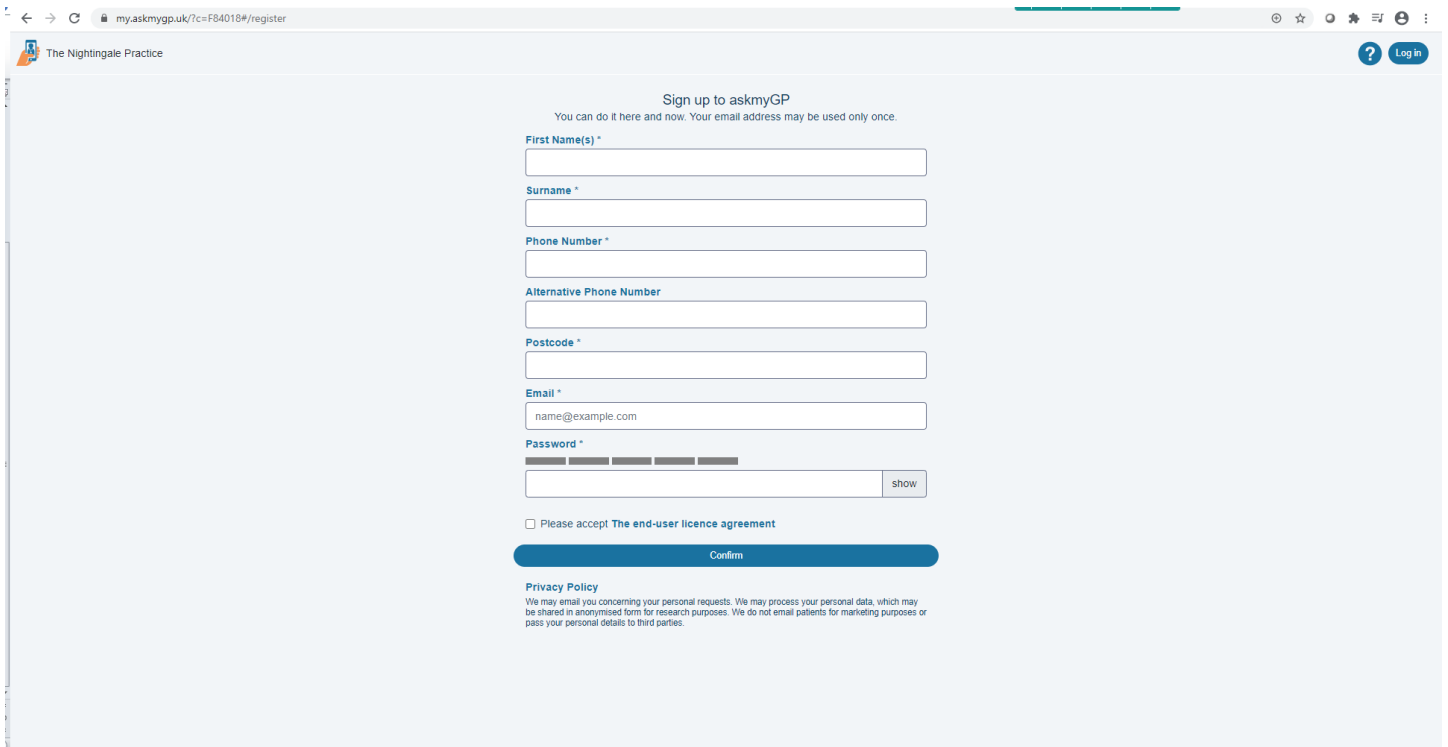 my.askmygp.uk/?c=F84018#/register
The Nightingale Practice
?
Log in
Sign up to askmyGP
You can do it here and now. Your email address may be used only once.
First Name(s) *
Surname *
Phone Number *
Alternative Phone Number
Postcode *
Email *
name@example.com
Password *
show
Please accept The end-user licence agreement
Confirm
Privacy Policy
We may email you concerning your personal requests. We may process your personal data, which may
be shared in anonymised form for research purposes. We do not email patients for marketing purposes or
pass your personal details to third parties.